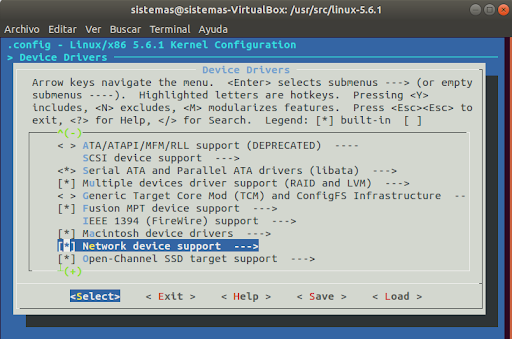 sistemas@sistemas-VirtualBox: /usr/src/linux-5.6.1
Archivo Editar Ver Buscar Terminal Ayuda
.config - Linux/x86 5.6.1 Kernel Configuration
> Device Drivers
Device Drivers
Arrow keys navigate the menu. <Enter> selects submenus ---> (or empty
submenus ----). Highlighted letters are hotkeys. Pressing <Y>
includes, <N> excludes, <M> modularizes features. Press <Esc><Esc> to
exit, <?> for Help, </> for Search. Legend: [*] built-in [ ]
^(-)
< > ATA/ATAPI/MFM/RLL support (DEPRECATED) ----
SCSI device support --->
<*> Serial ATA and Parallel ATA drivers (libata) --->
[*] Multiple devices driver support (RAID and LVM) --->
< > Generic Target Core Mod (TCM) and ConfigFS Infrastructure --
[*] Fusion MPT device support --->
IEEE 1394 (FireWire) support --->
[*] Macintosh device drivers --->
[*] Network device support --->
[*] Open-Channel SSD target support --->
(+)
<Select> < Exit > < Help > < Save > < Load >